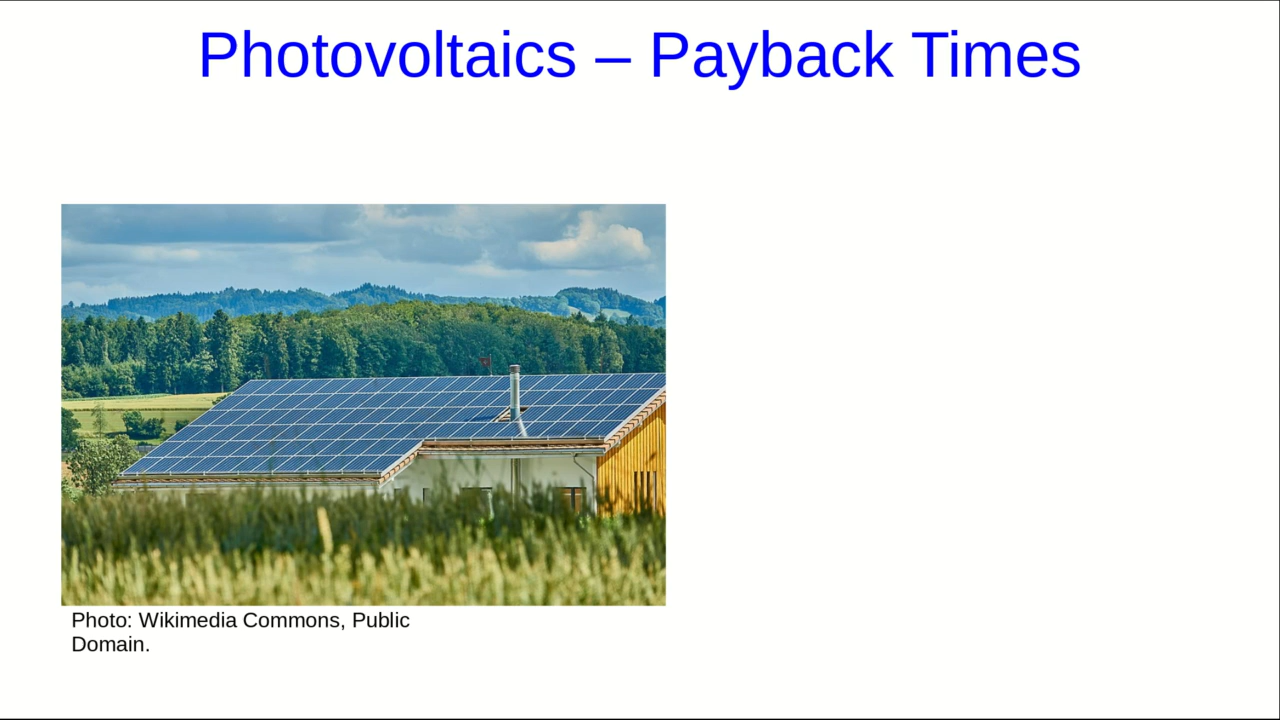 Photovoltaics – Payback Times
Photo: Wikimedia Commons, Public
Domain.